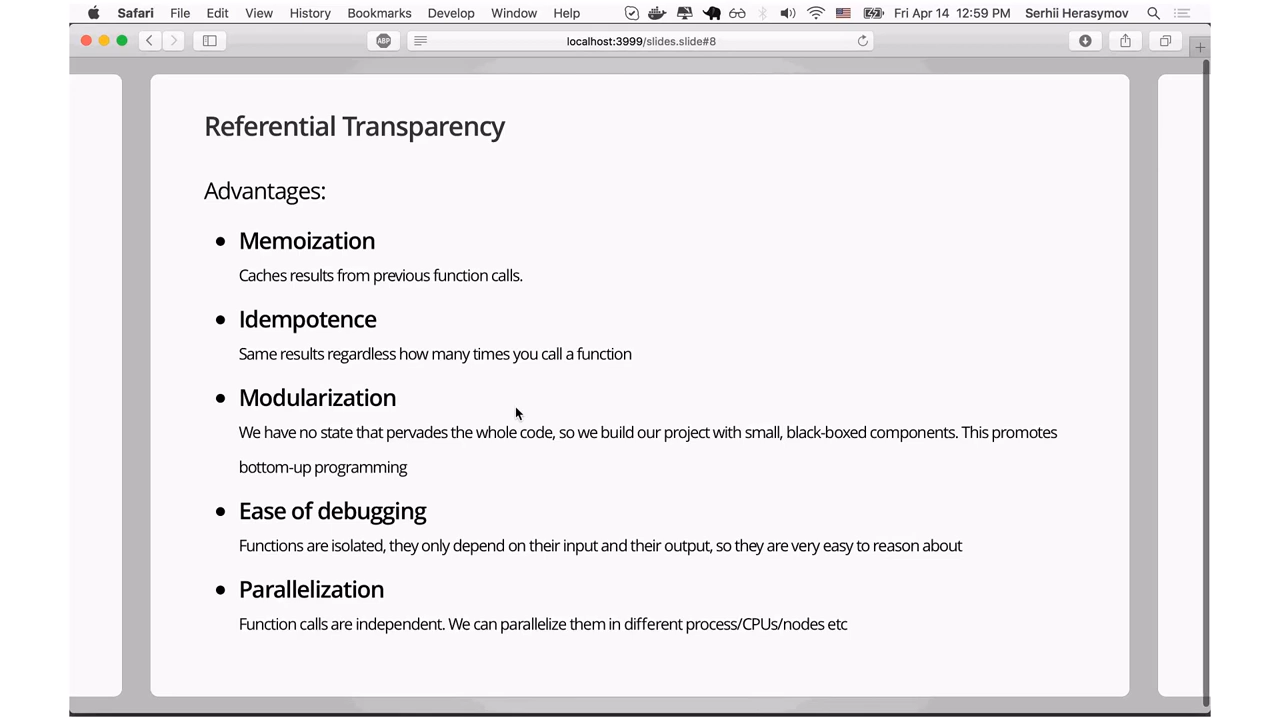 Safari File Edit View History Bookmarks Develop Window Help Fri Apr 14 12:59 PM Serhii Herasymov
ABP localhost:3999/slides.slide#8
Referential Transparency
Advantages:
Memoization
Caches results from previous function calls.
Idempotence
Same results regardless how many times you call a function
Modularization
We have no state that pervades the whole code, so we build our project with small, black-boxed components. This promotes
bottom-up programming
Ease of debugging
Functions are isolated, they only depend on their input and their output, so they are very easy to reason about
Parallelization
Function calls are independent. We can parallelize them in different process/CPUs/nodes etc